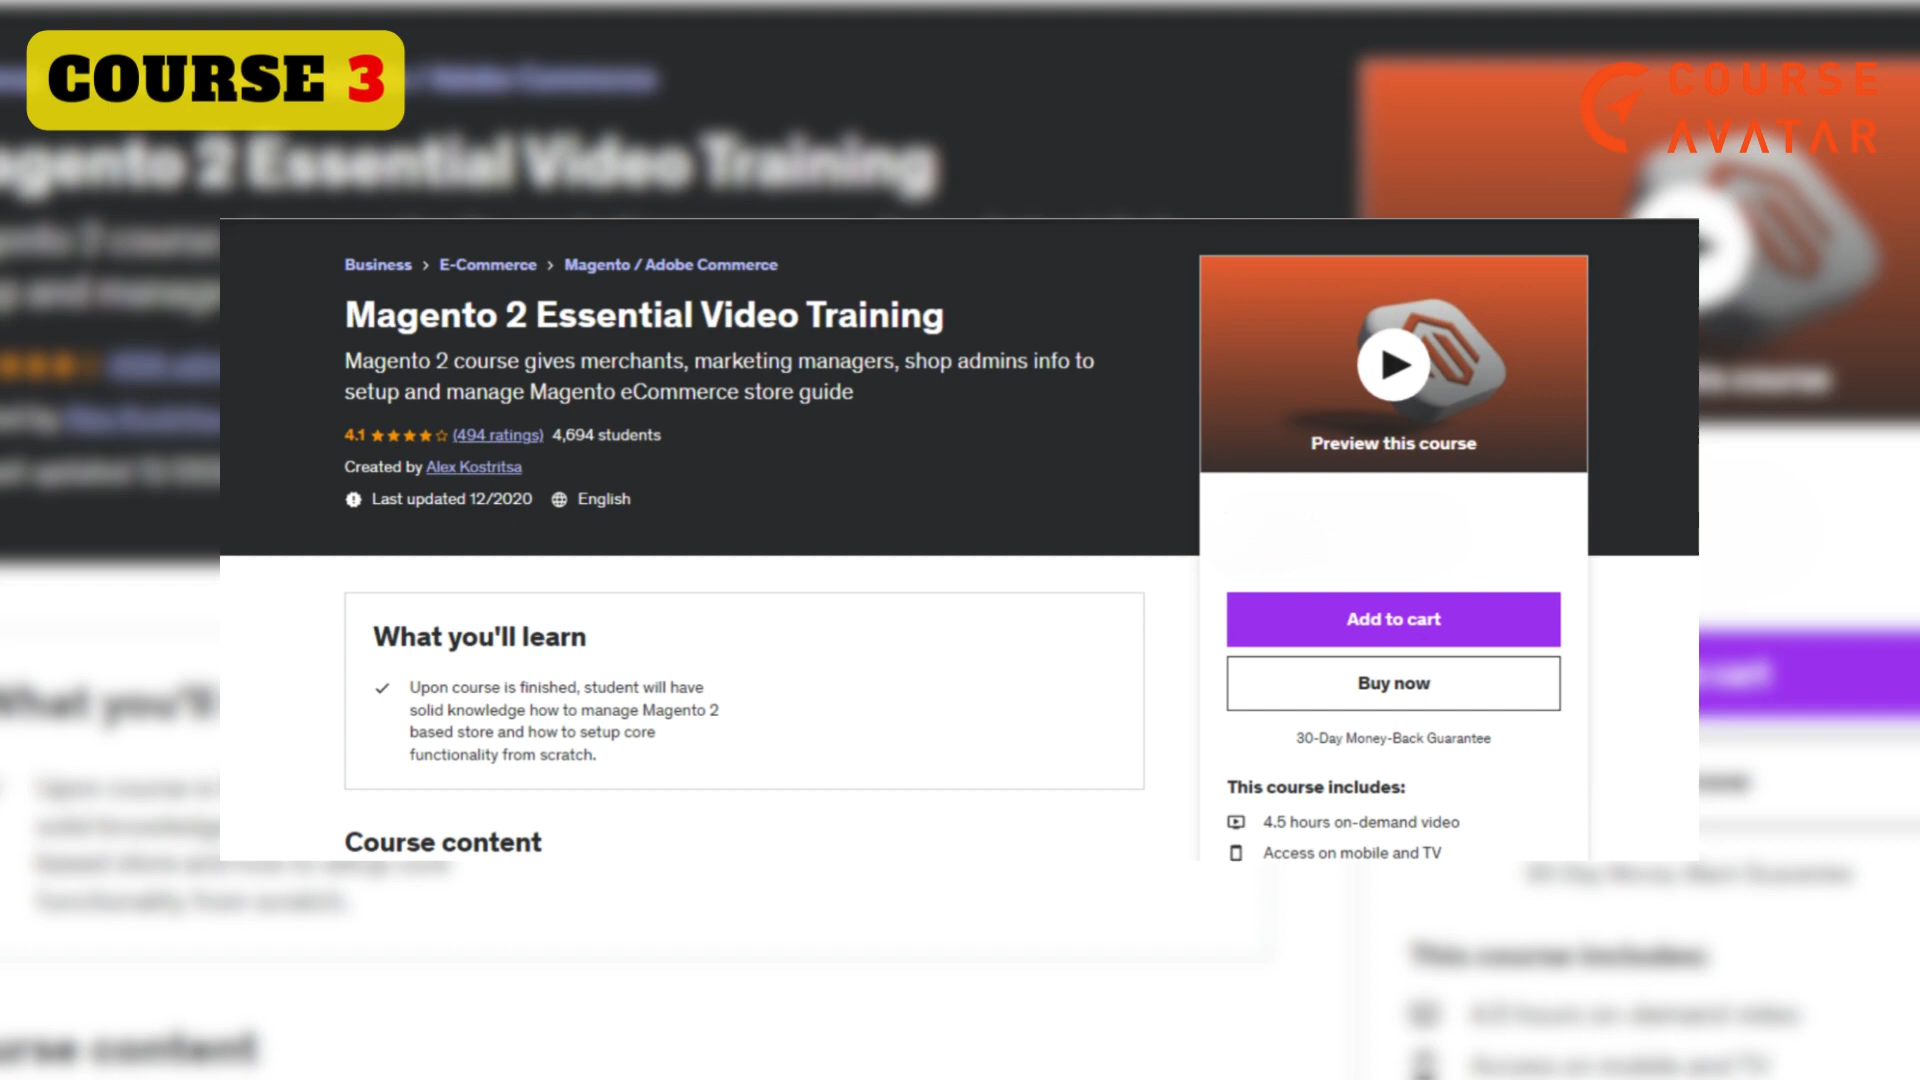 COURSE 3
COURSE
AVATAR
Business > E-Commerce > Magento / Adobe Commerce
Magento 2 Essential Video Training
Magento 2 course gives merchants, marketing managers, shop admins info to
setup and manage Magento eCommerce store guide
4.1 (494 ratings) 4,694 students
Created by Alex Kostritsa
Last updated 12/2020 English
Preview this course
Add to cart
Buy now
30-Day Money-Back Guarantee
This course includes:
4.5 hours on-demand video
Access on mobile and TV
What you'll learn
Upon course is finished, student will have
solid knowledge how to manage Magento 2
based store and how to setup core
functionality from scratch.
Course content